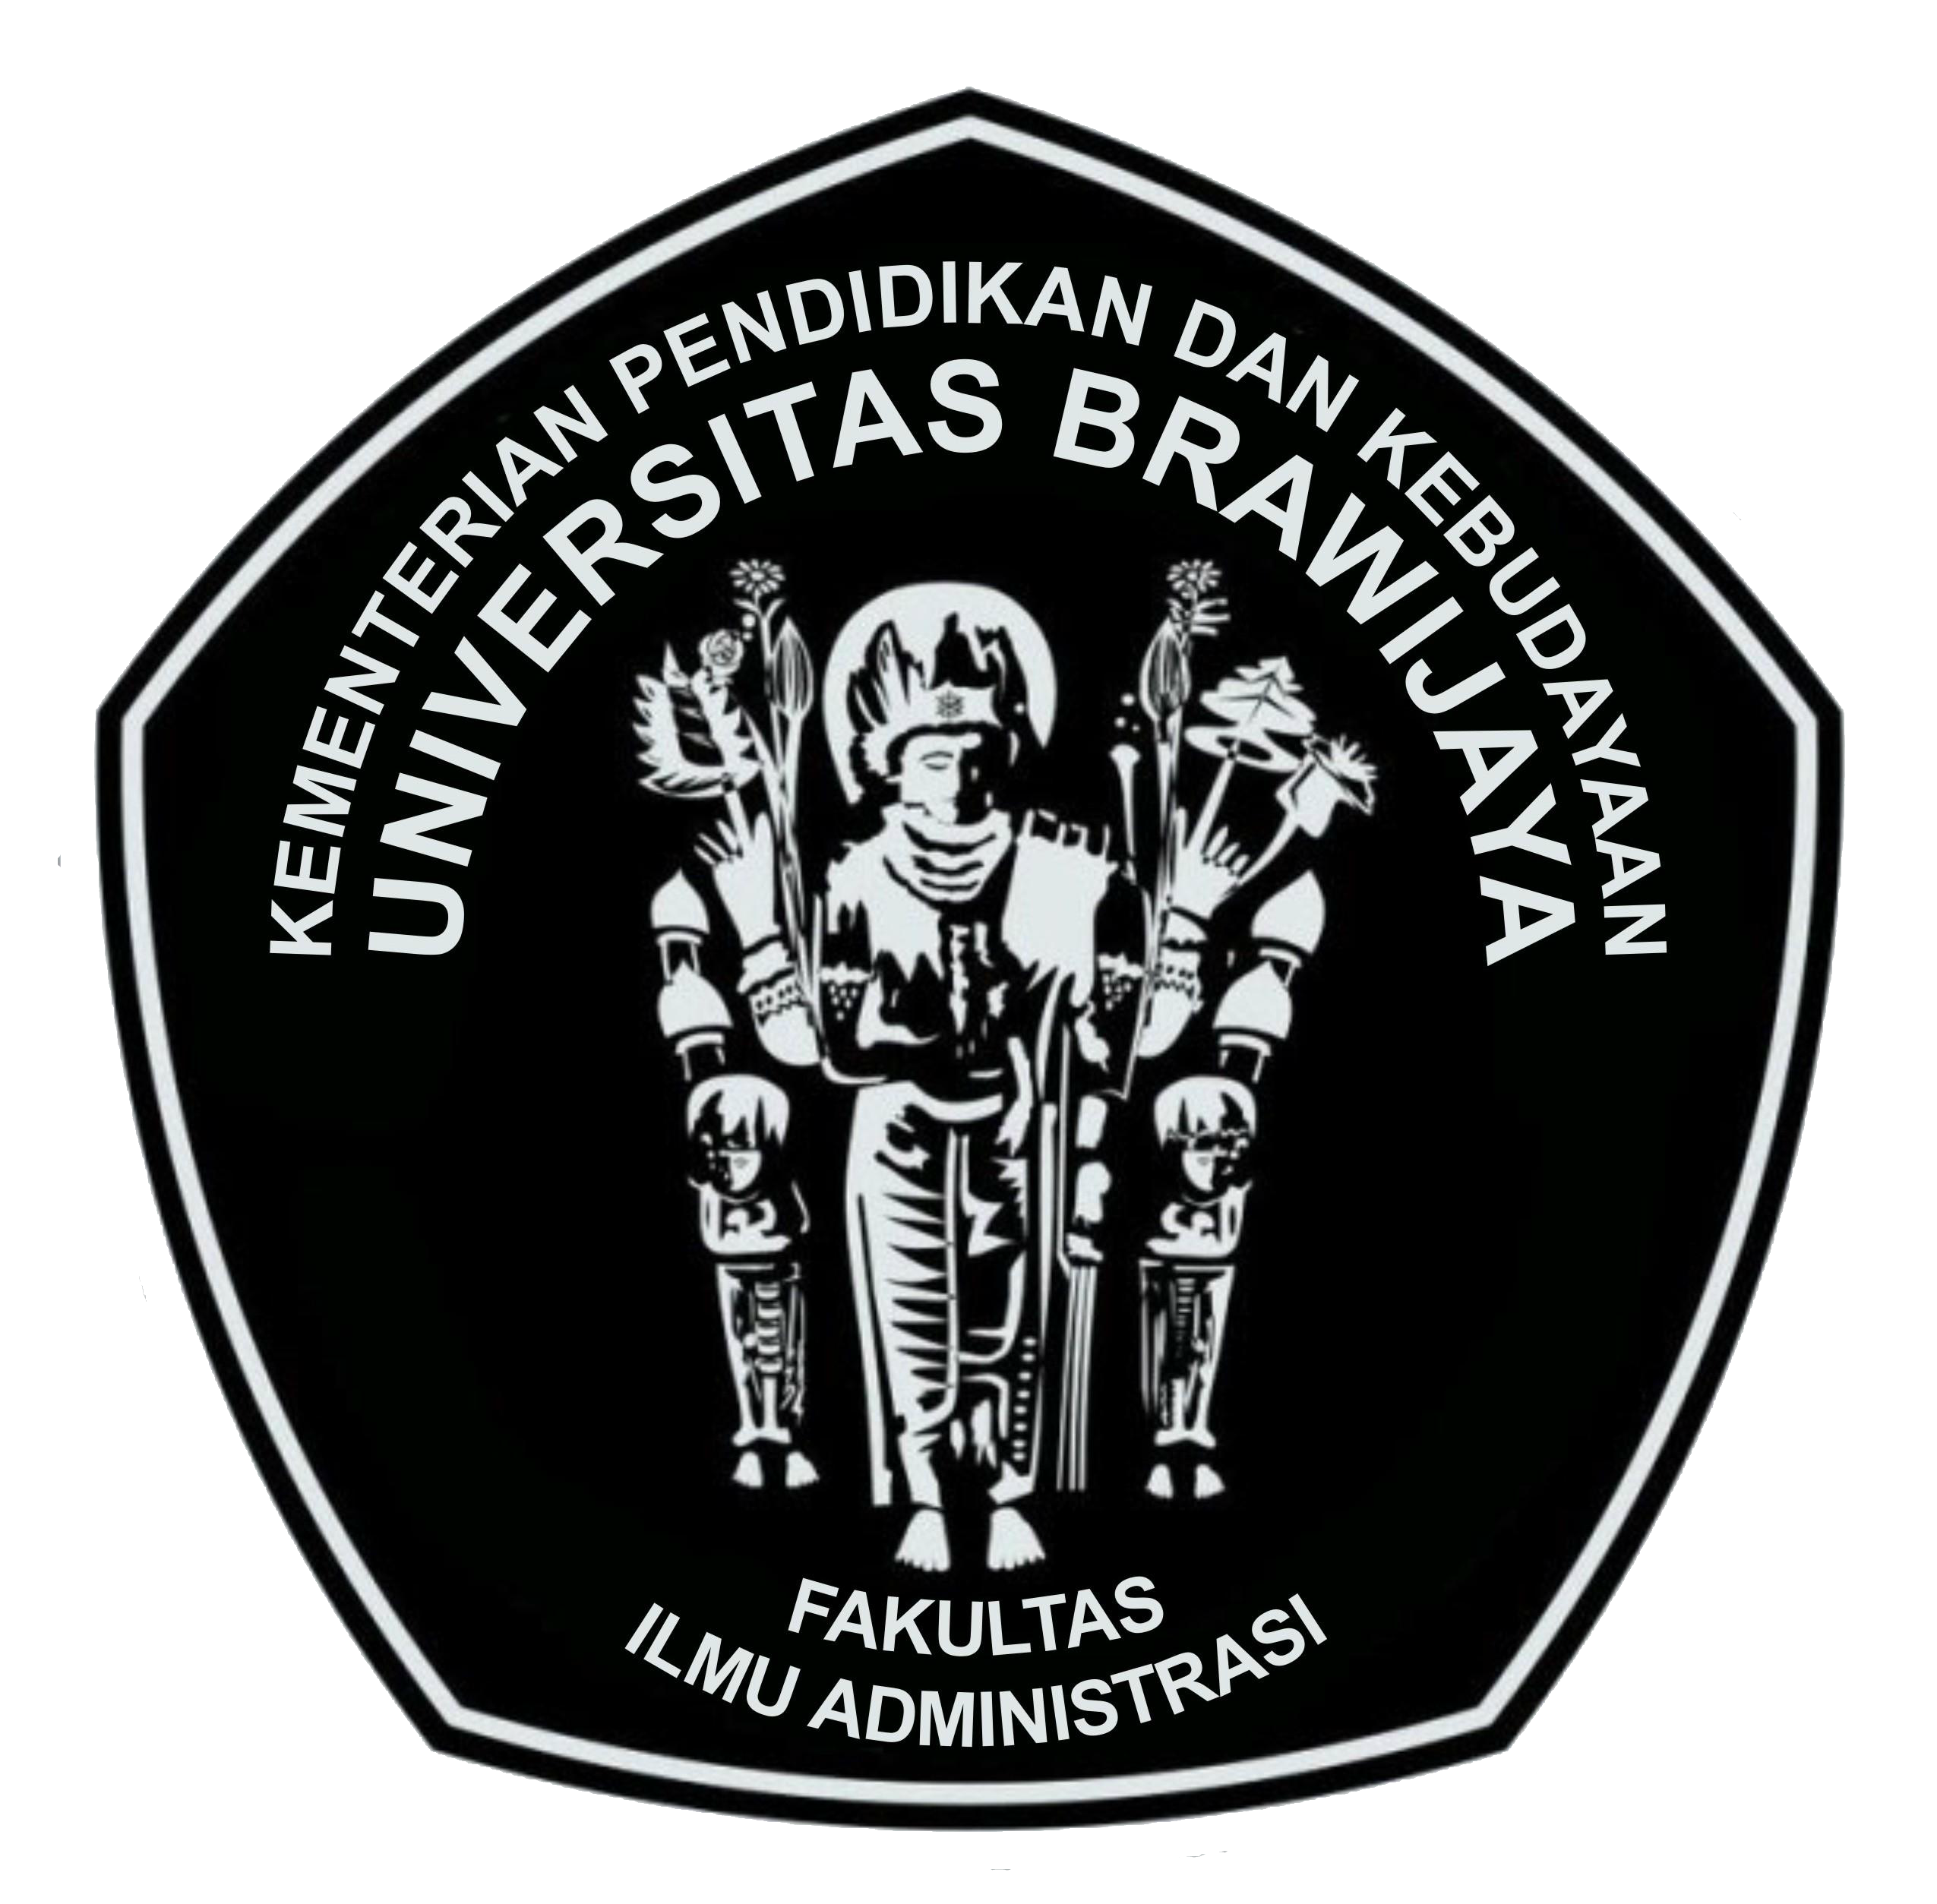 KEMENTERIAN PENDIDIKAN DAN KEBUDAYAAN
UNIVERSITAS BRAWIJAYA
FAKULTAS
ILMU ADMINISTRASI